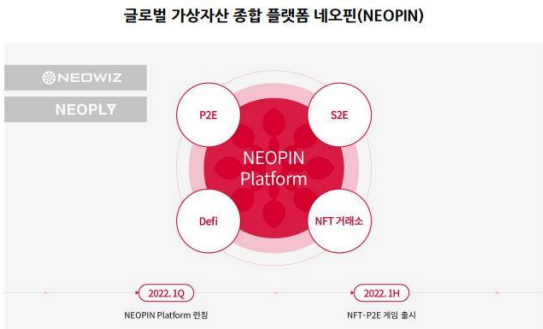 글로벌 가상자산 종합 플랫폼 네오핀(NEOPIN)
NEOWIZ
NEOPLY
P2E
S2E
NEOPIN
Platform
Defi
NFT 거래소
2022. 1Q
2022. 1H
NEOPIN Platform 런칭
NFT·P2E 게임 출시